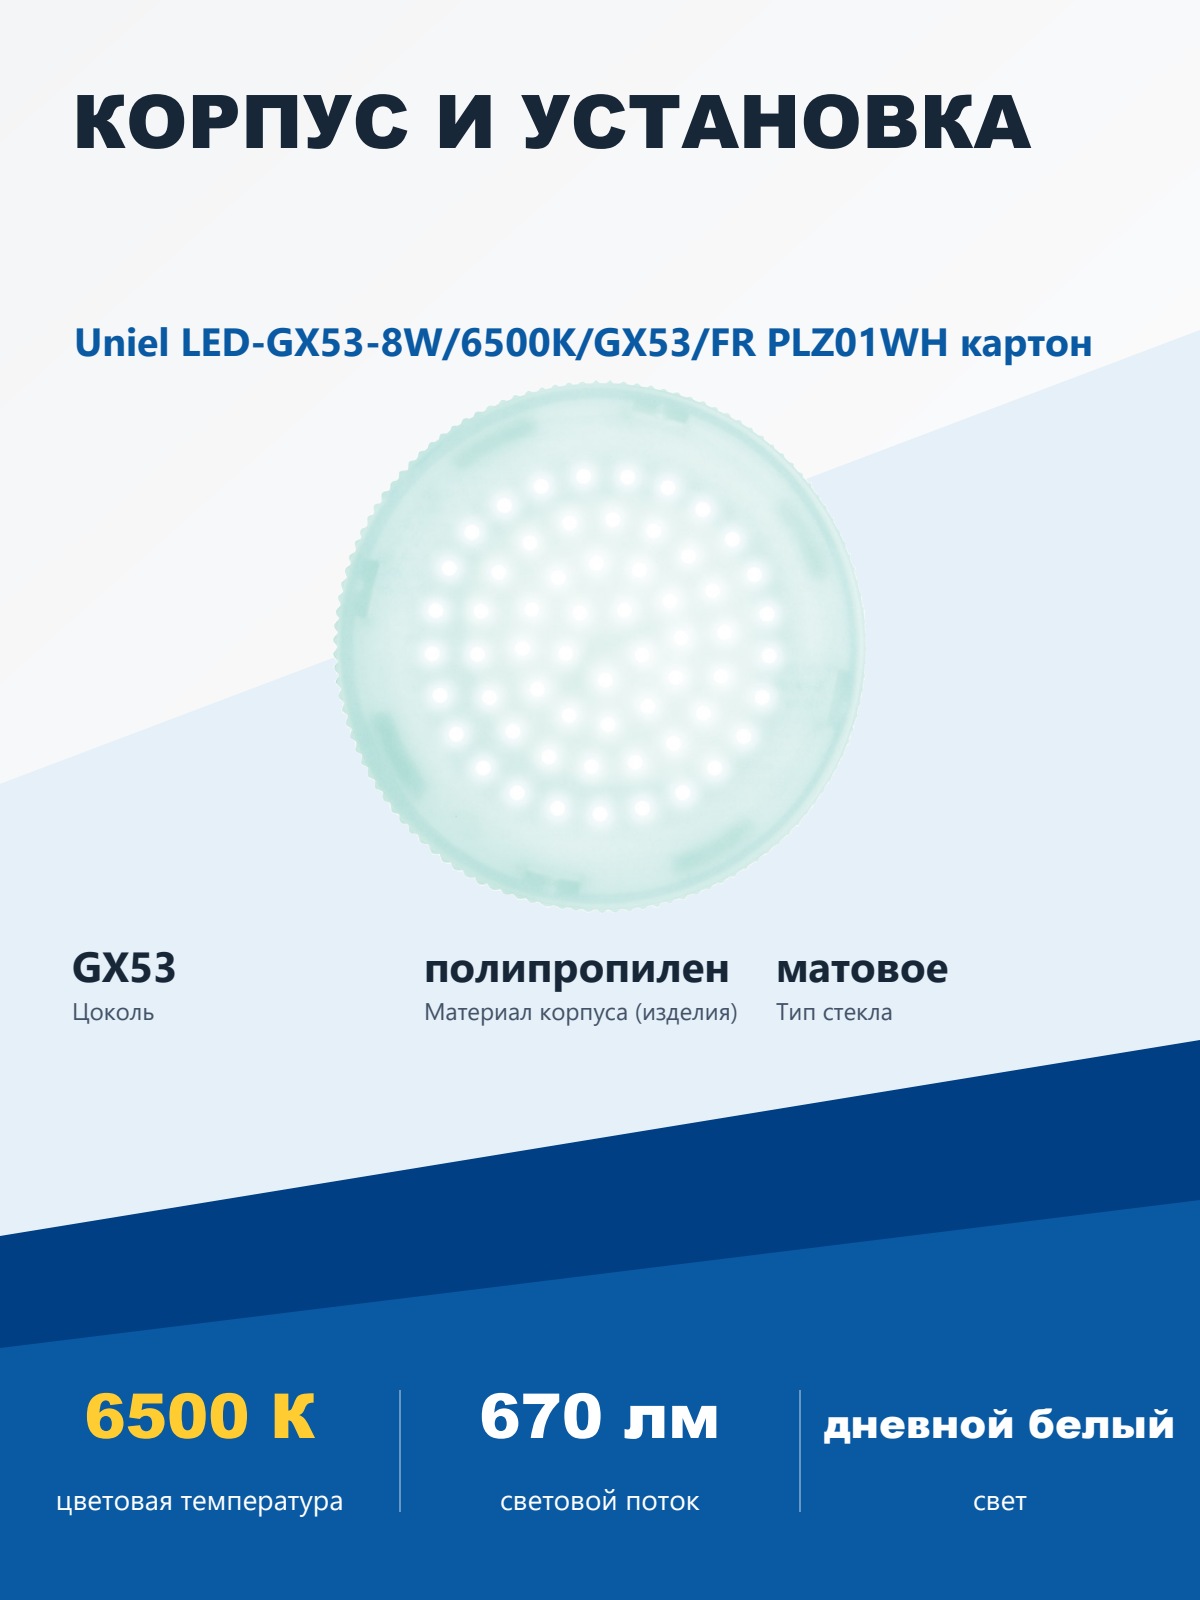 КОРПУС И УСТАНОВКА
Uniel LED-GX53-8W/6500K/GX53/FR PLZ01WH картон
GX53
Цоколь
полипропилен
Материал корпуса (изделия)
матовое
Тип стекла
6500 К
цветовая температура
670 лм
световой поток
дневной белый
свет